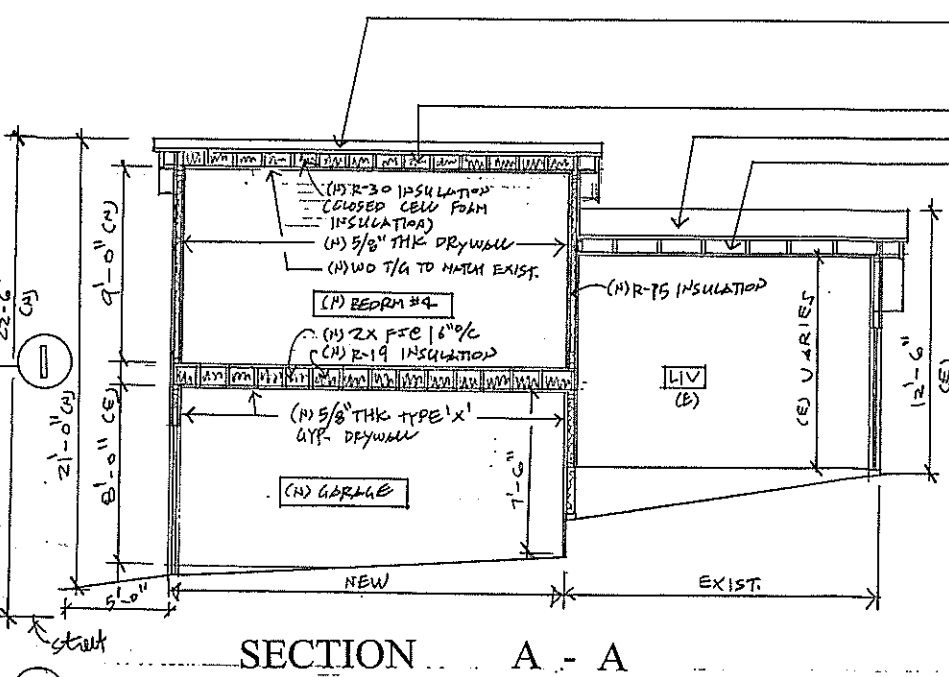 (N) R-30 INSULATION
(CLOSED CELL FOAM
INSULATION)
(N) 5/8" THK DRYWALL
(N) WD T/G TO MATCH EXIST.
(N) BEDRM #4
(N) 2X FJ @ 16" O/C
(N) R-19 INSULATION
(N) 5/8" THK TYPE 'X'
GYP. DRYWALL
(N) GARAGE
(N) R-15 INSULATION
LIV
(E)
(E) VARIES
12'-6"
(E)
22'-6"
(N)
21'-0" (N)
9'-0" (N)
8'-0" (E)
7'-6"
1
5'-0"
street
NEW
EXIST.
SECTION A - A